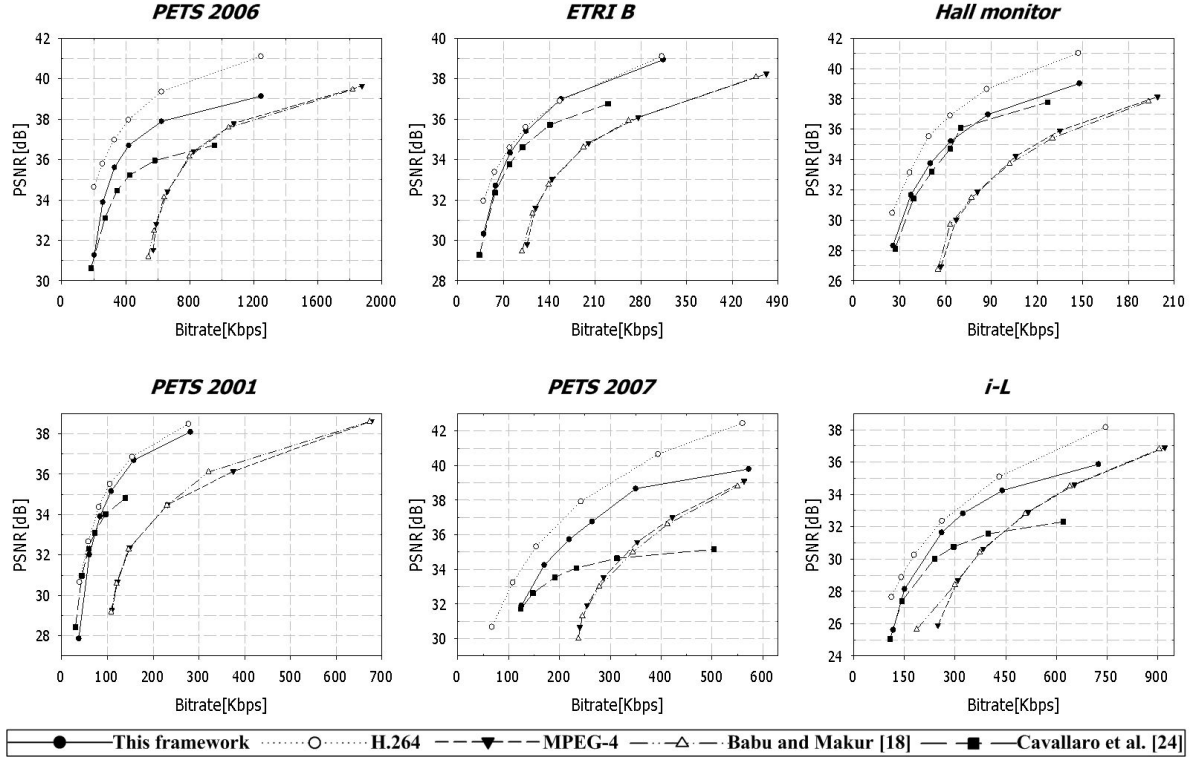 PETS 2006
ETRI B
Hall monitor
PSNR [dB]
42
40
38
36
34
32
30
0 400 800 1200 1600 2000
Bitrate[Kbps]
PSNR [dB]
40
38
36
34
32
30
28
0 70 140 210 280 350 420 490
Bitrate[Kbps]
PSNR [dB]
42
40
38
36
34
32
30
28
26
0 30 60 90 120 150 180 210
Bitrate[Kbps]
PETS 2001
PETS 2007
i-L
PSNR [dB]
38
36
34
32
30
28
0 100 200 300 400 500 600 700
Bitrate[Kbps]
PSNR [dB]
42
40
38
36
34
32
30
0 100 200 300 400 500 600
Bitrate[Kbps]
PSNR [dB]
38
36
34
32
30
28
26
24
0 150 300 450 600 750 900
Bitrate[Kbps]
This framework H.264 MPEG-4 Babu and Makur [18] Cavallaro et al. [24]